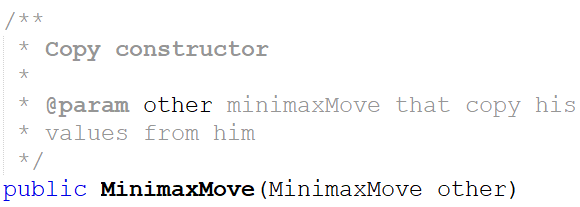 /**
* Copy constructor
*
* @param other minimaxMove that copy his
* values from him
*/
public MinimaxMove(MinimaxMove other)